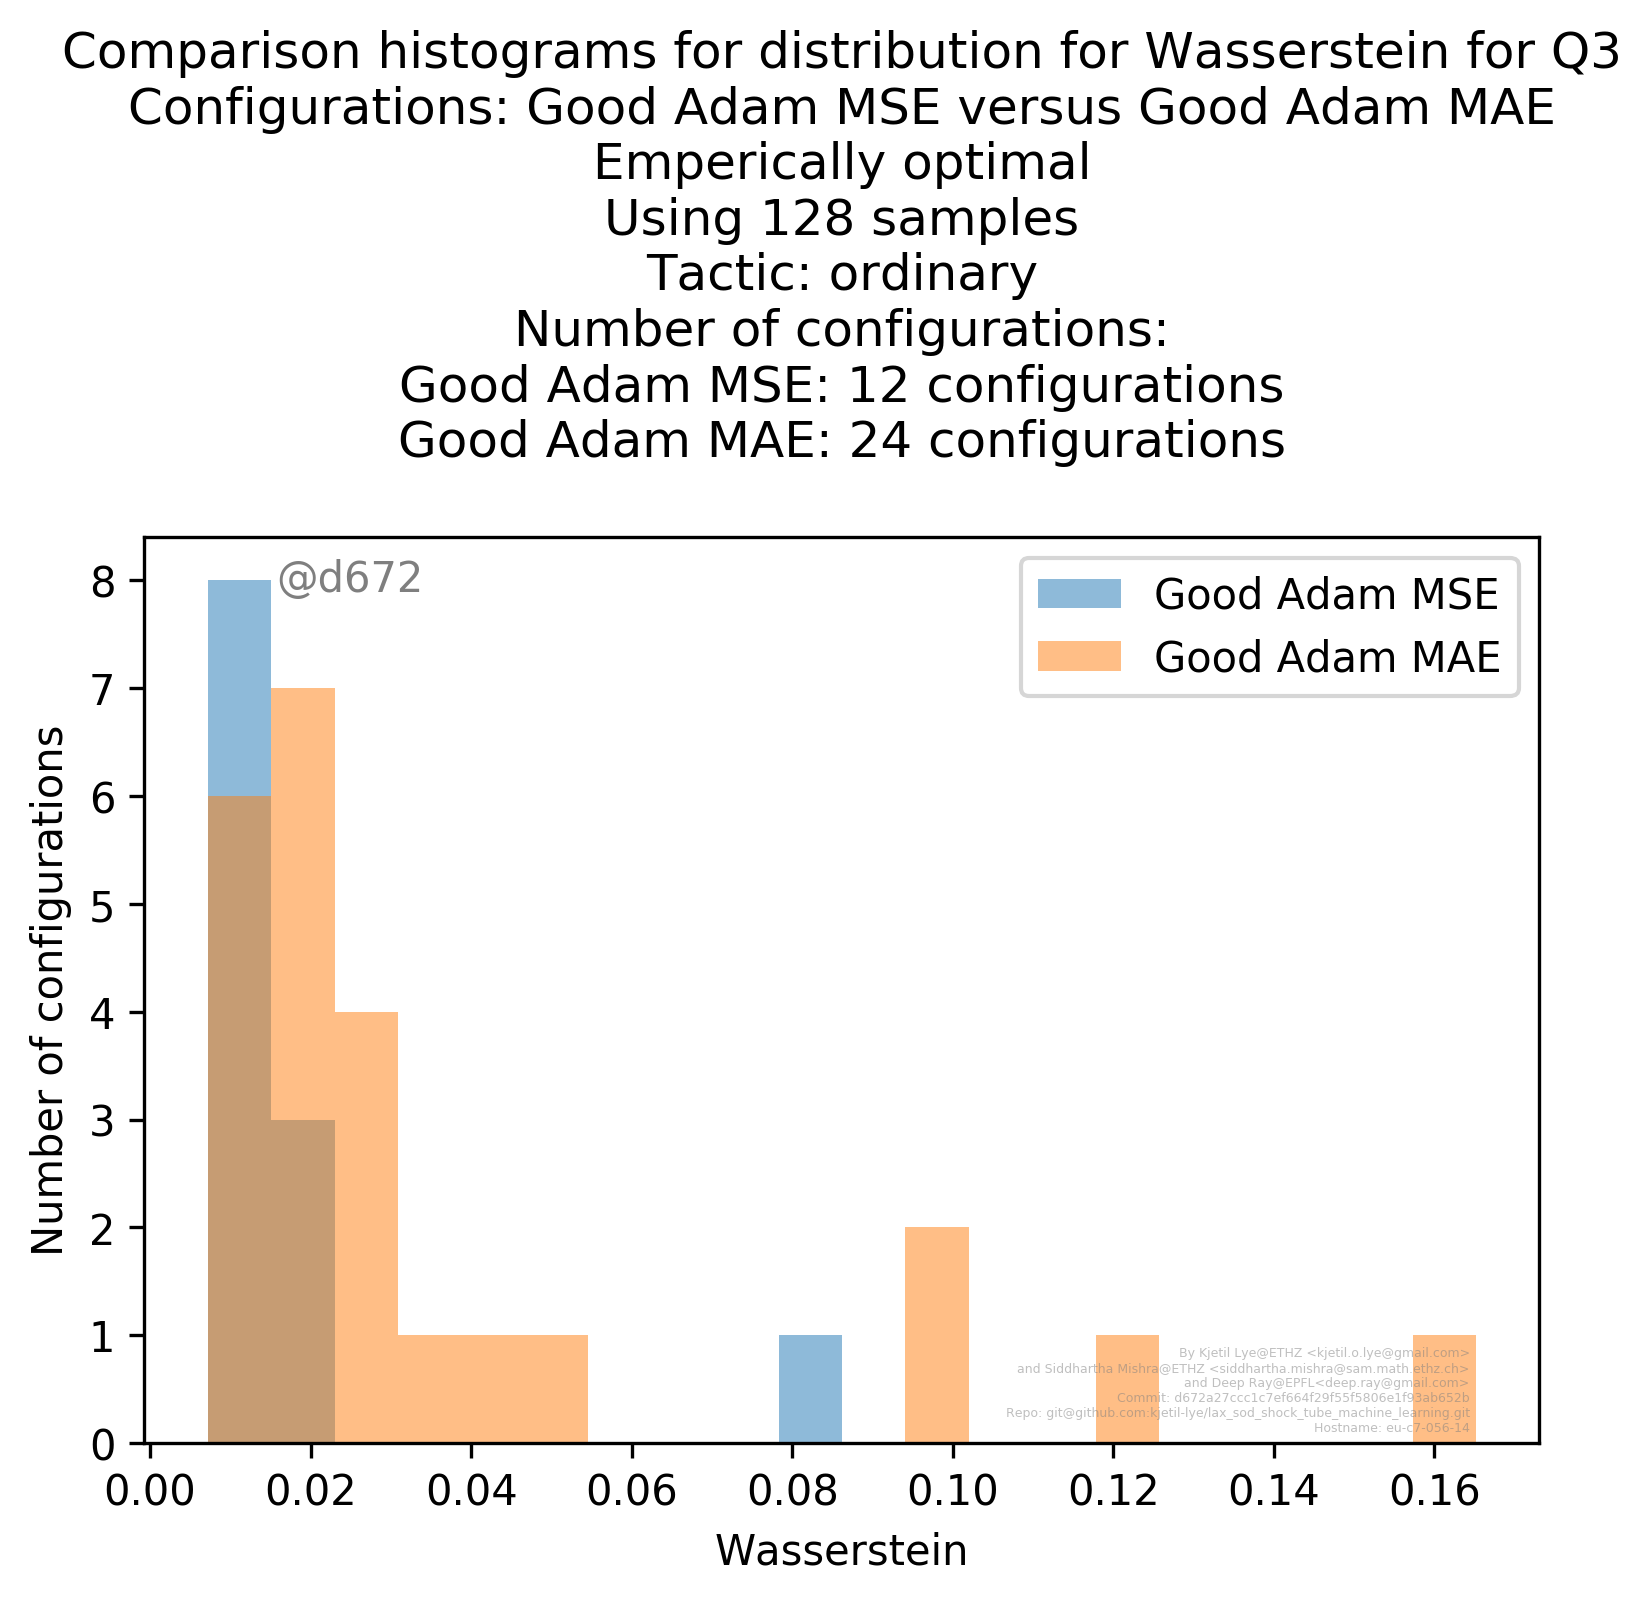 Comparison histograms for distribution for Wasserstein for Q3
Configurations: Good Adam MSE versus Good Adam MAE
Emperically optimal
Using 128 samples
Tactic: ordinary
Number of configurations:
Good Adam MSE: 12 configurations
Good Adam MAE: 24 configurations
@d672
Good Adam MSE
Good Adam MAE
8
7
6
5
4
3
2
1
0
Number of configurations
By Kjetil Lye@ETHZ <kjetil.o.lye@gmail.com>
and Siddhartha Mishra@ETHZ <siddhartha.mishra@sam.math.ethz.ch>
and Deep Ray@EPFL<deep.ray@gmail.com>
Commit: d672a27ccc1c7ef664f29f55f5806e1f93ab652b
Repo: git@github.com:kjetil-lye/lax_sod_shock_tube_machine_learning.git
Hostname: eu-c7-056-14
0.00 0.02 0.04 0.06 0.08 0.10 0.12 0.14 0.16
Wasserstein